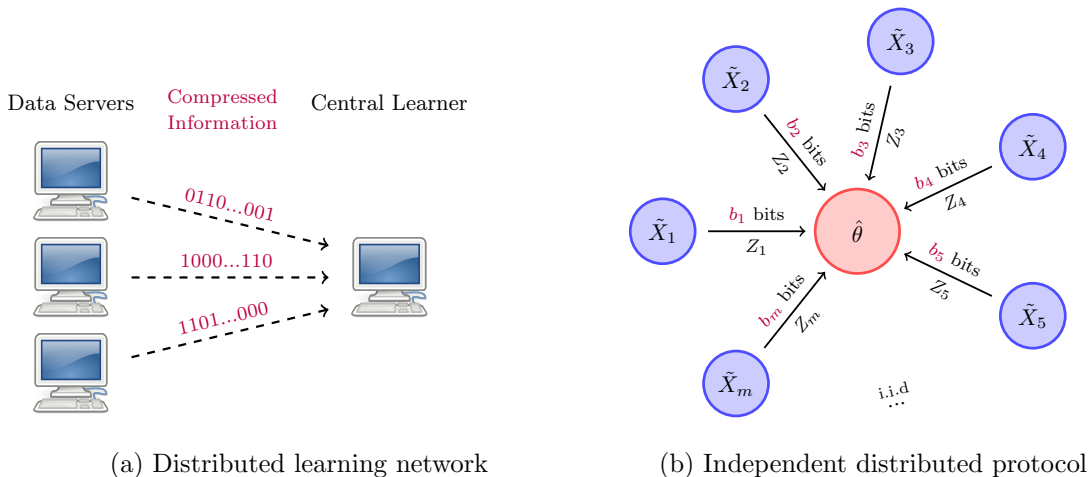 Data Servers
Compressed
Information
Central Learner
0110...001
1000...110
1101...000
(a) Distributed learning network
X̃₁
b₁ bits
Z₁
X̃₂
b₂ bits
Z₂
X̃₃
b₃ bits
Z₃
X̃₄
b₄ bits
Z₄
X̃₅
b₅ bits
Z₅
X̃ₘ
bₘ bits
Zₘ
θ̂
i.i.d
...
(b) Independent distributed protocol